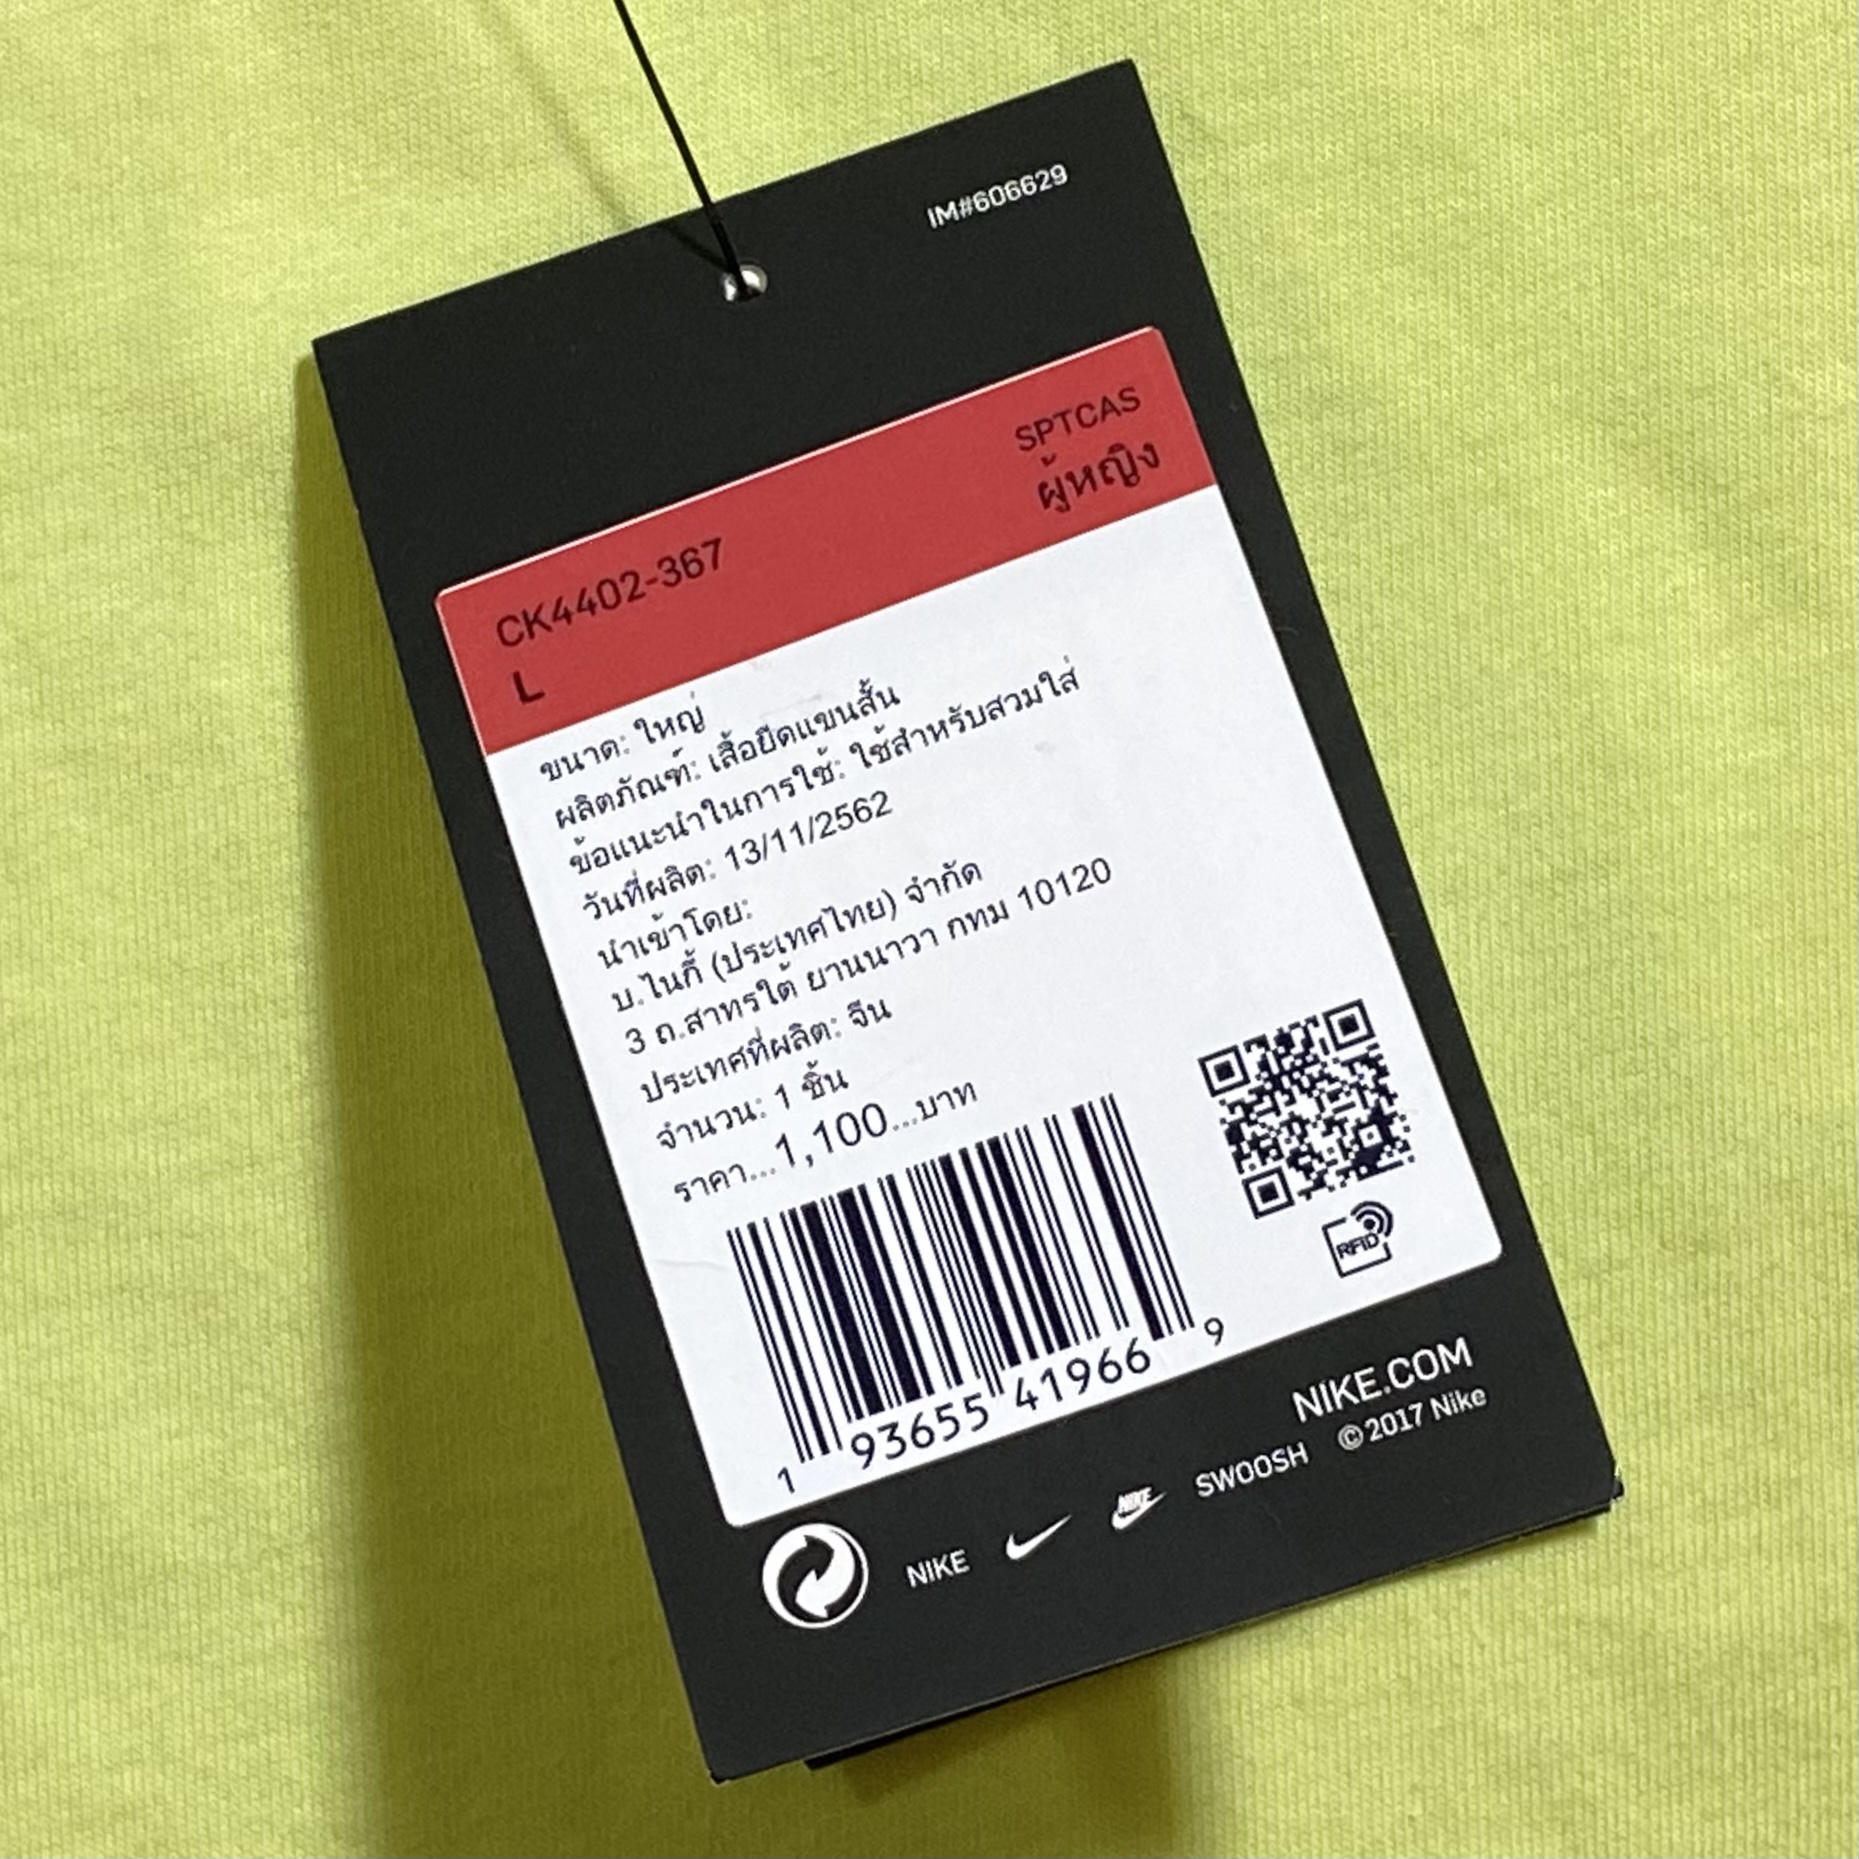 IM#606629
SPTCAS
ผู้หญิง
CK4402-367
L
ขนาด: ใหญ่
ผลิตภัณฑ์: เสื้อยืดแขนสั้น
ข้อแนะนำในการใช้: ใช้สำหรับสวมใส่
วันที่ผลิต: 13/11/2562
นำเข้าโดย:
บ.ไนกี้ (ประเทศไทย) จำกัด
3 ถ.สาทรใต้ ยานนาวา กทม 10120
ประเทศที่ผลิต: จีน
จำนวน: 1 ชิ้น
ราคา...1,100...บาท
RFID
1 93655 41966 9
NIKE.COM
© 2017 Nike
NIKE NIKE SWOOSH